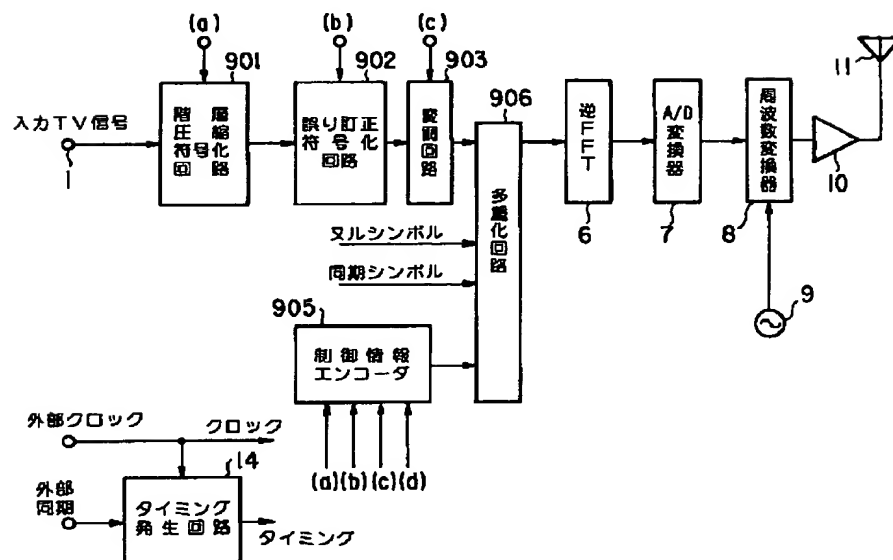 (a)
(b)
(c)
901
902
903
906
11
入力TV信号
1
階層
圧縮
符号化
回路
誤り訂正
符号化
回路
変調回路
多重化回路
逆FFT
6
A/D
変換器
7
周波数変換器
8
10
9
ヌルシンボル
同期シンボル
905
制御情報
エンコーダ
(a)(b)(c)(d)
外部クロック
クロック
14
外部
同期
タイミング
発生回路
タイミング